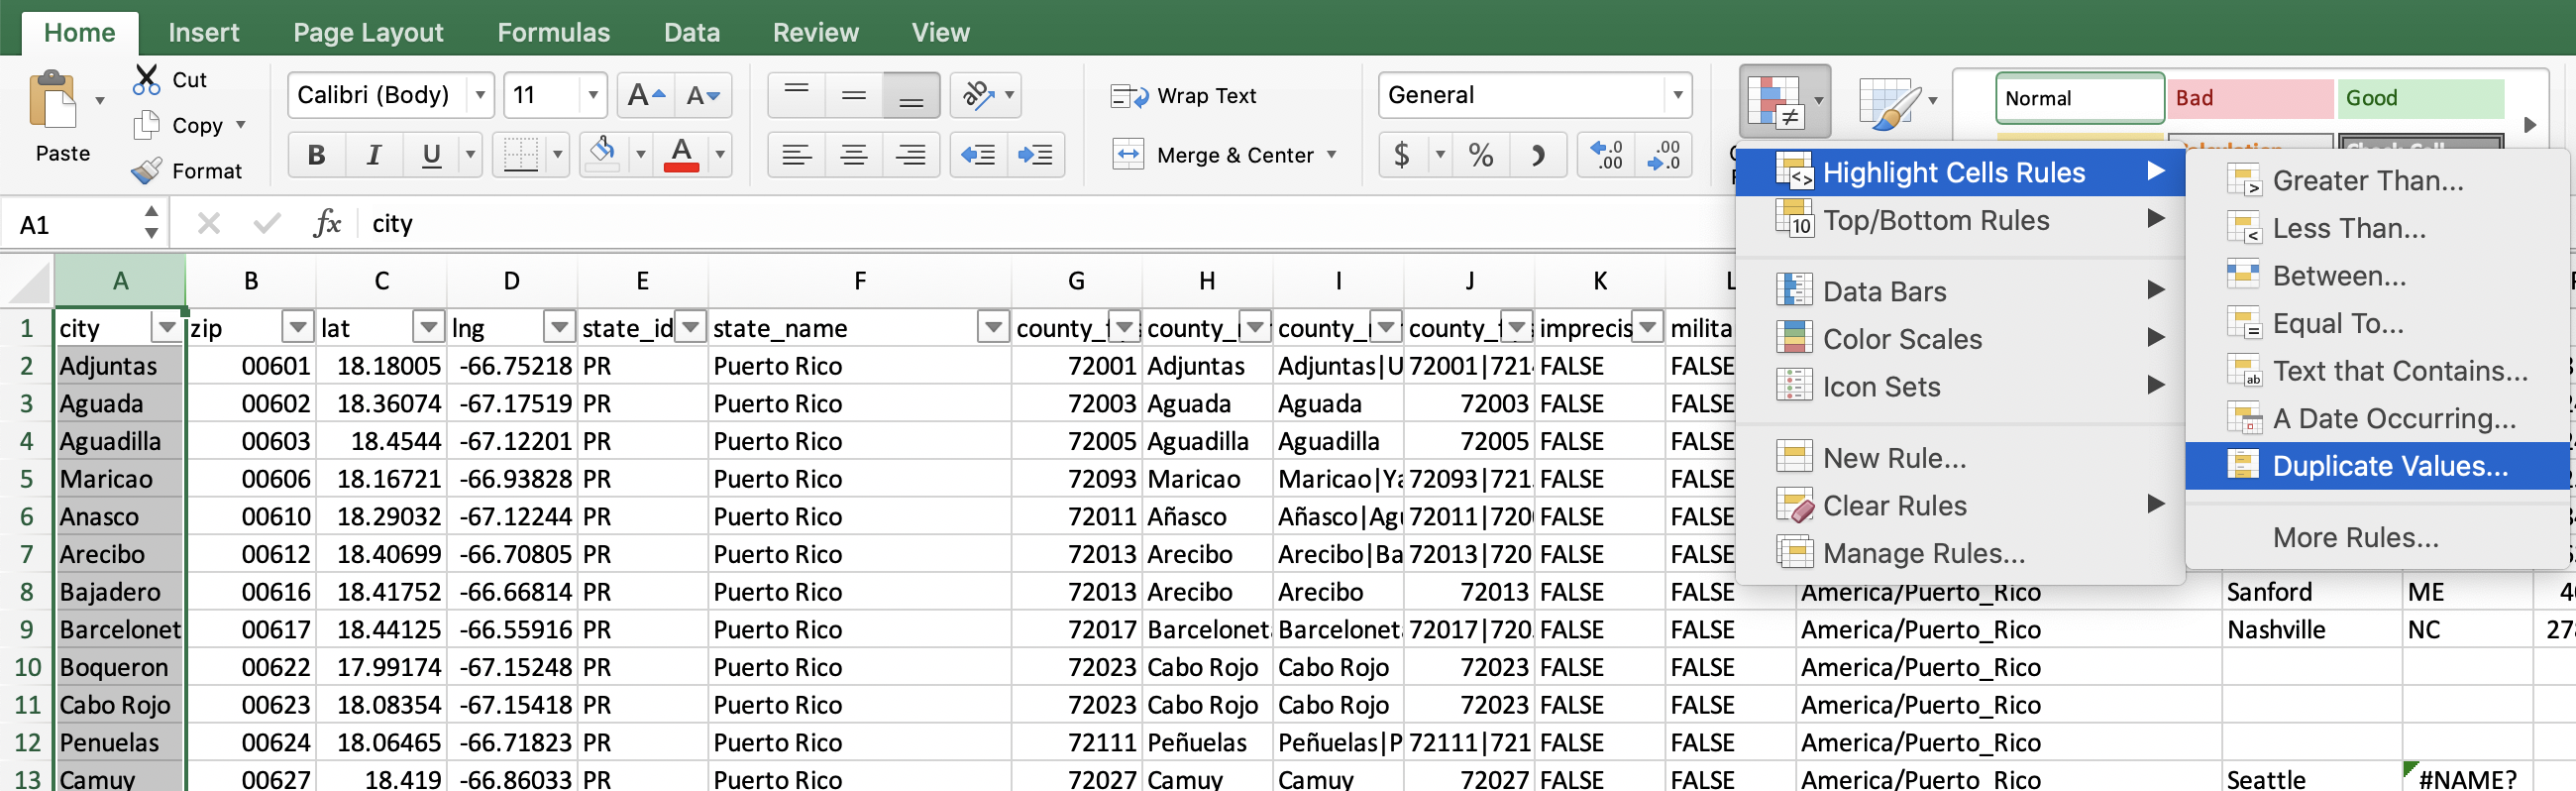 Home Insert Page Layout Formulas Data Review View
Cut
Copy
Format
Paste
Calibri (Body) 11
A A
B I U A
ab
Wrap Text
Merge & Center
General
$ % .0 .00 .00 .0
Normal Bad Good
Calculation Check Cell
A1 fx city
Highlight Cells Rules
Top/Bottom Rules
Data Bars
Color Scales
Icon Sets
New Rule...
Clear Rules
Manage Rules...
Greater Than...
Less Than...
Between...
Equal To...
Text that Contains...
A Date Occurring...
Duplicate Values...
More Rules...
A B C D E F G H I J K L
1 city zip lat lng state_id state_name county_ county_ county_ county_ imprecis milita
2 Adjuntas 00601 18.18005 -66.75218 PR Puerto Rico 72001 Adjuntas Adjuntas|U 72001|721 FALSE FALSE
3 Aguada 00602 18.36074 -67.17519 PR Puerto Rico 72003 Aguada Aguada 72003 FALSE FALSE
4 Aguadilla 00603 18.4544 -67.12201 PR Puerto Rico 72005 Aguadilla Aguadilla 72005 FALSE FALSE
5 Maricao 00606 18.16721 -66.93828 PR Puerto Rico 72093 Maricao Maricao|Ya 72093|721 FALSE FALSE
6 Anasco 00610 18.29032 -67.12244 PR Puerto Rico 72011 Añasco Añasco|Agu 72011|720 FALSE FALSE
7 Arecibo 00612 18.40699 -66.70805 PR Puerto Rico 72013 Arecibo Arecibo|Ba 72013|720 FALSE FALSE
8 Bajadero 00616 18.41752 -66.66814 PR Puerto Rico 72013 Arecibo Arecibo 72013 FALSE FALSE America/Puerto_Rico Sanford ME 4
9 Barcelonet 00617 18.44125 -66.55916 PR Puerto Rico 72017 Barcelonet Barcelonet 72017|720 FALSE FALSE America/Puerto_Rico Nashville NC 27
10 Boqueron 00622 17.99174 -67.15248 PR Puerto Rico 72023 Cabo Rojo Cabo Rojo 72023 FALSE FALSE America/Puerto_Rico
11 Cabo Rojo 00623 18.08354 -67.15418 PR Puerto Rico 72023 Cabo Rojo Cabo Rojo 72023 FALSE FALSE America/Puerto_Rico
12 Penuelas 00624 18.06465 -66.71823 PR Puerto Rico 72111 Peñuelas Peñuelas|P 72111|721 FALSE FALSE America/Puerto_Rico
13 Camuy 00627 18.419 -66.86033 PR Puerto Rico 72027 Camuy Camuy 72027 FALSE FALSE America/Puerto_Rico Seattle #NAME?